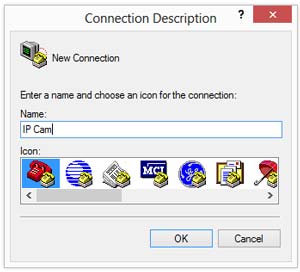 Connection Description
?
New Connection
Enter a name and choose an icon for the connection:
Name:
IP Cam
Icon:
MCI
OK
Cancel